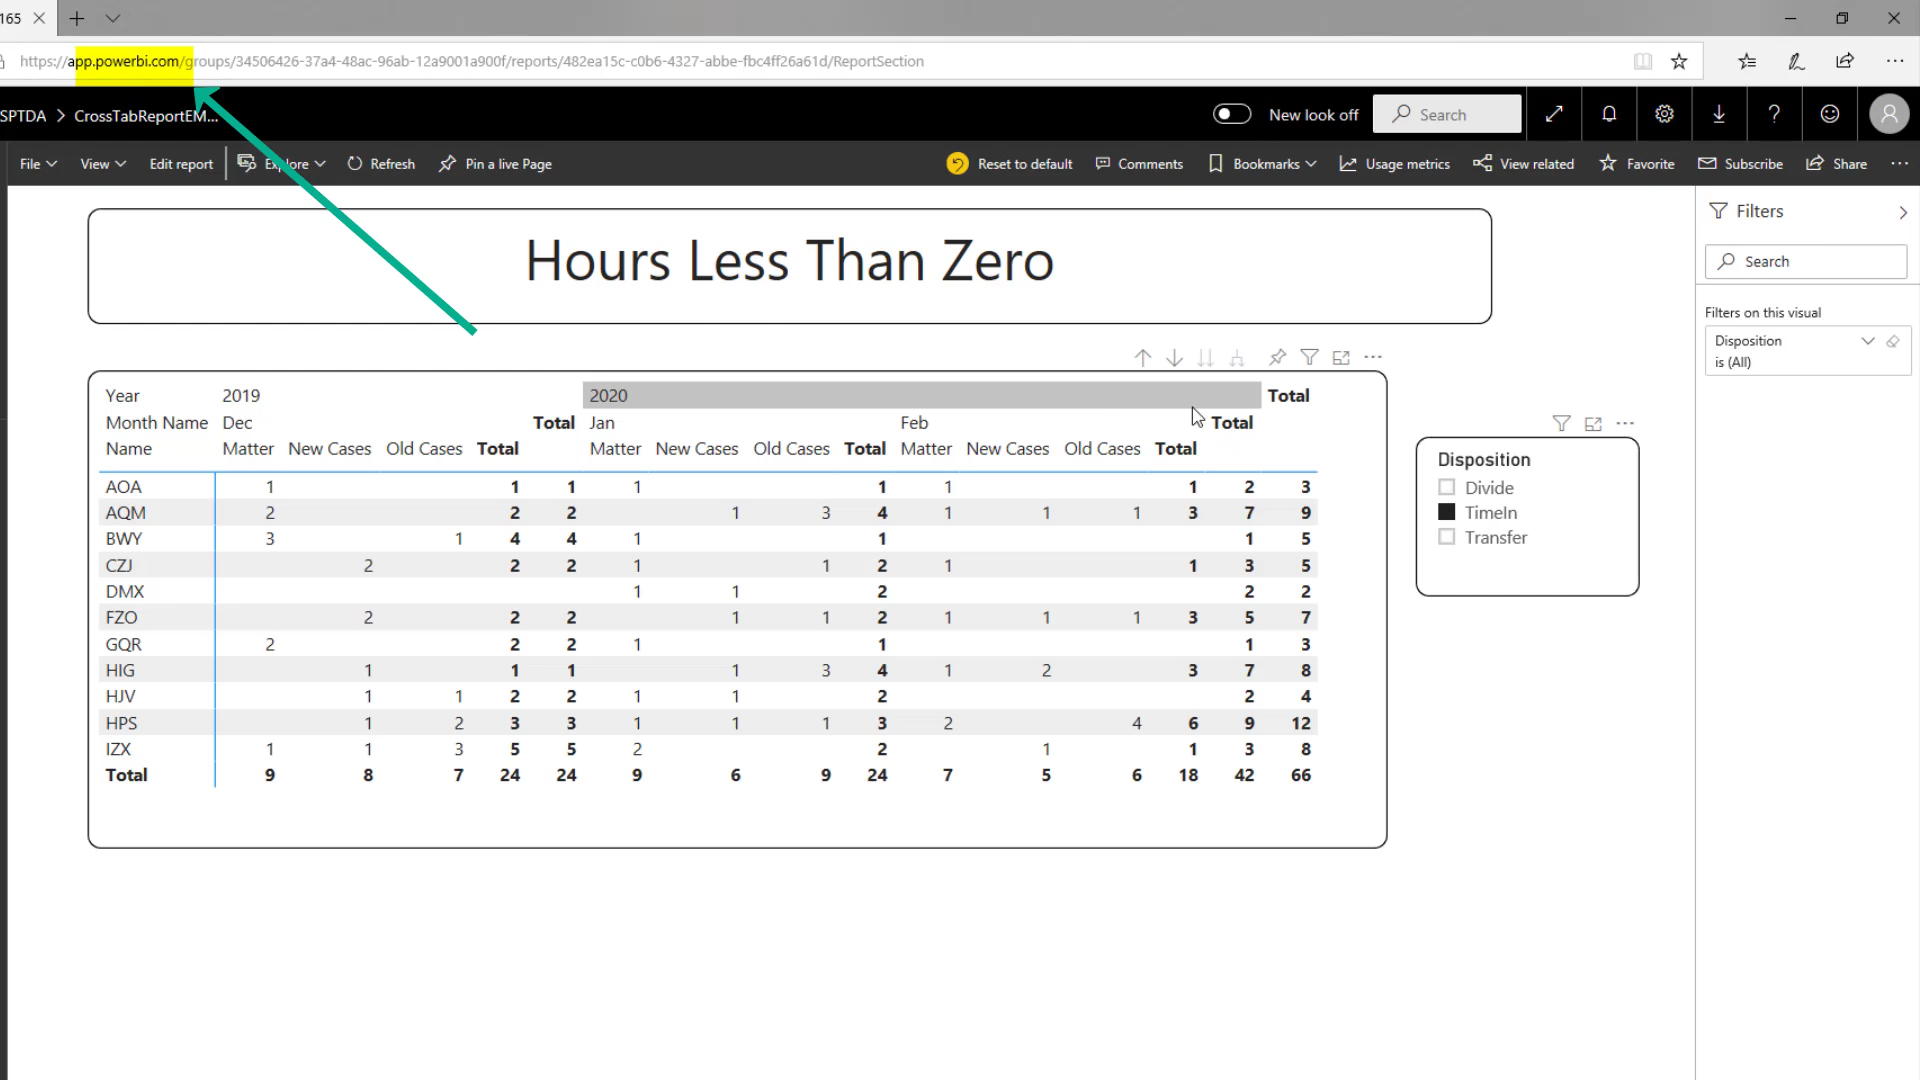 165
https://app.powerbi.com/groups/34506426-37a4-48ac-96ab-12a9001a900f/reports/482ea15c-c0b6-4327-abbe-fbc4ff26a61d/ReportSection
SPTDA > CrossTabReportEM...
New look off
Search
File View Edit report Explore Refresh Pin a live Page
Reset to default Comments Bookmarks Usage metrics View related Favorite Subscribe Share
Hours Less Than Zero
Filters
Search
Filters on this visual
Disposition
is (All)
Year 2019 2020 Total
Month Name Dec Total Jan Feb Total
Name Matter New Cases Old Cases Total Matter New Cases Old Cases Total Matter New Cases Old Cases Total
AOA 1 1 1 1 1 1 1 2 3
AQM 2 2 2 1 3 4 1 1 1 3 7 9
BWY 3 1 4 4 1 1 1 5
CZJ 2 2 2 1 1 2 1 1 3 5
DMX 1 1 2 2 2
FZO 2 2 2 1 1 2 1 1 1 3 5 7
GQR 2 2 2 1 1 1 3
HIG 1 1 1 1 3 4 1 2 3 7 8
HJV 1 1 2 2 1 1 2 2 4
HPS 1 2 3 3 1 1 1 3 2 4 6 9 12
IZX 1 1 3 5 5 2 2 1 1 3 8
Total 9 8 7 24 24 9 6 9 24 7 5 6 18 42 66
Disposition
Divide
TimeIn
Transfer